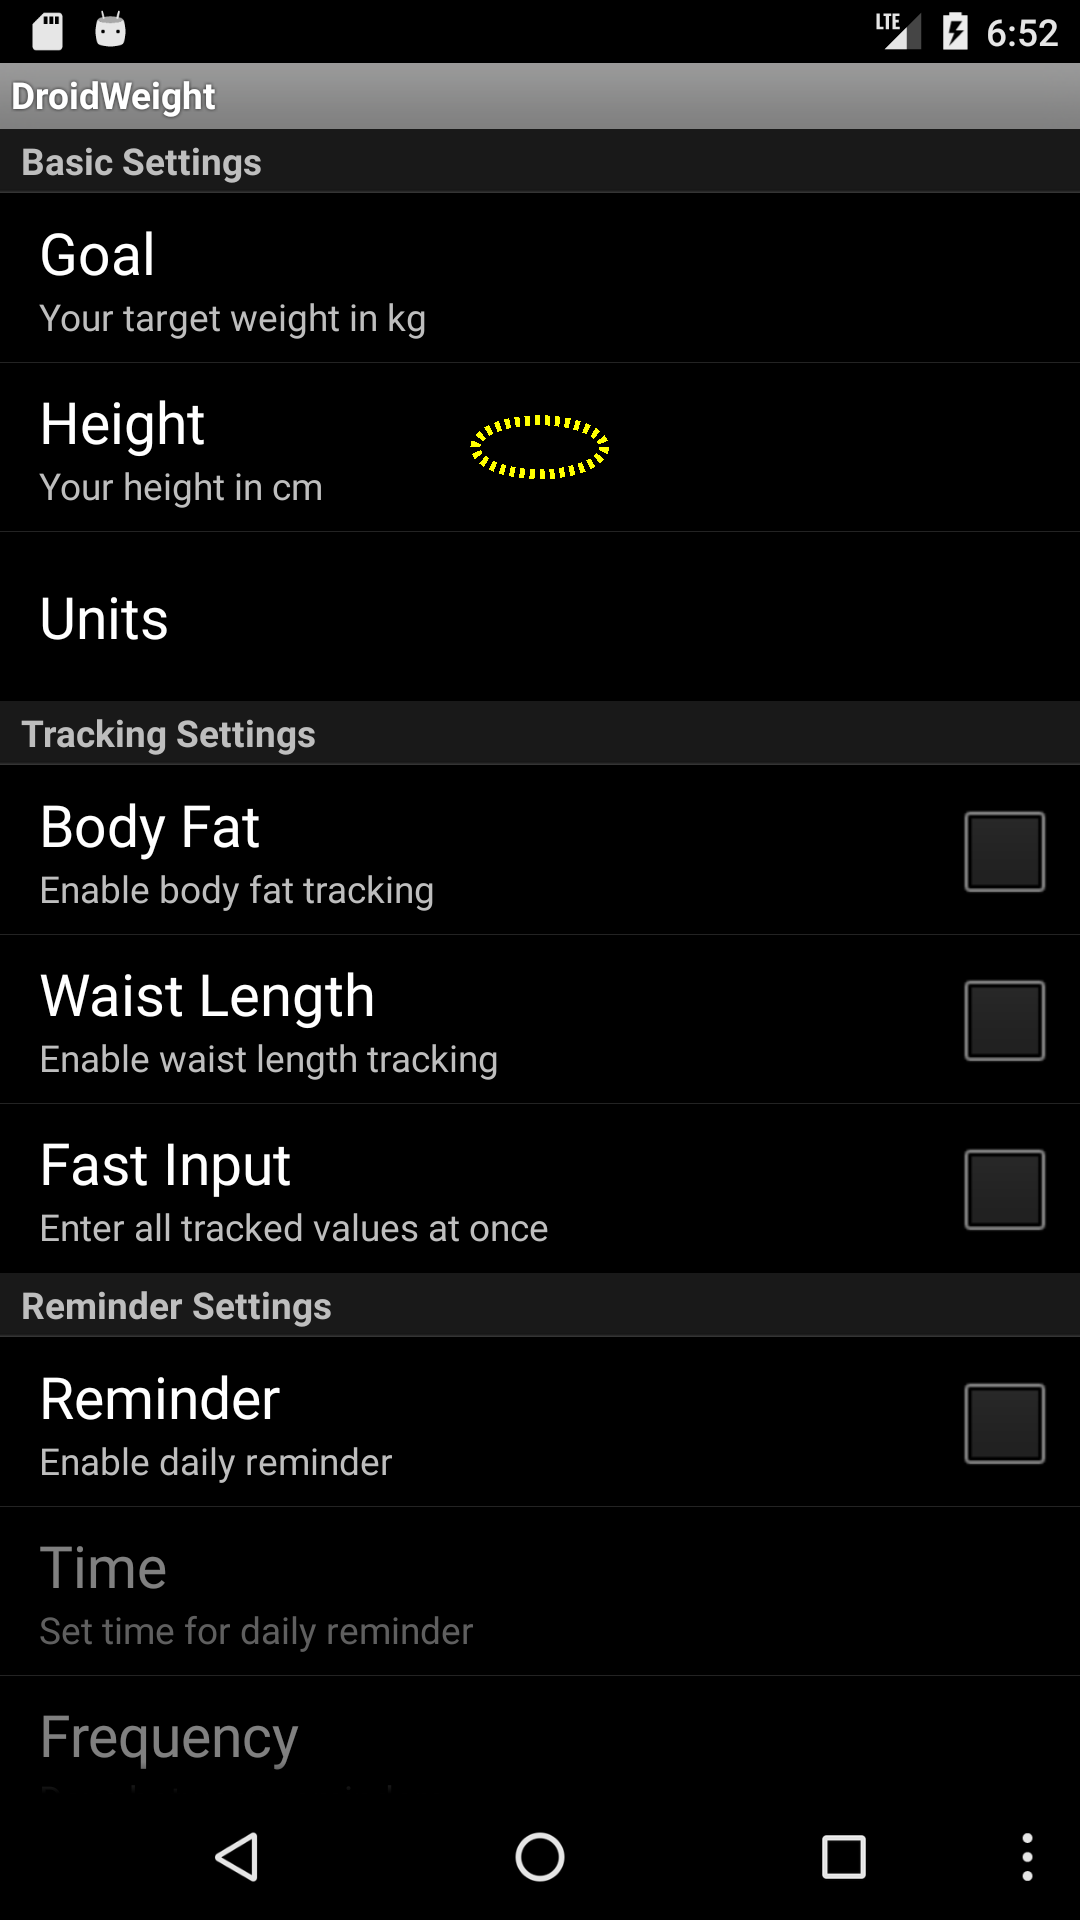 LTE 6:52
DroidWeight
Basic Settings
Goal
Your target weight in kg
Height
Your height in cm
Units
Tracking Settings
Body Fat
Enable body fat tracking
Waist Length
Enable waist length tracking
Fast Input
Enter all tracked values at once
Reminder Settings
Reminder
Enable daily reminder
Time
Set time for daily reminder
Frequency